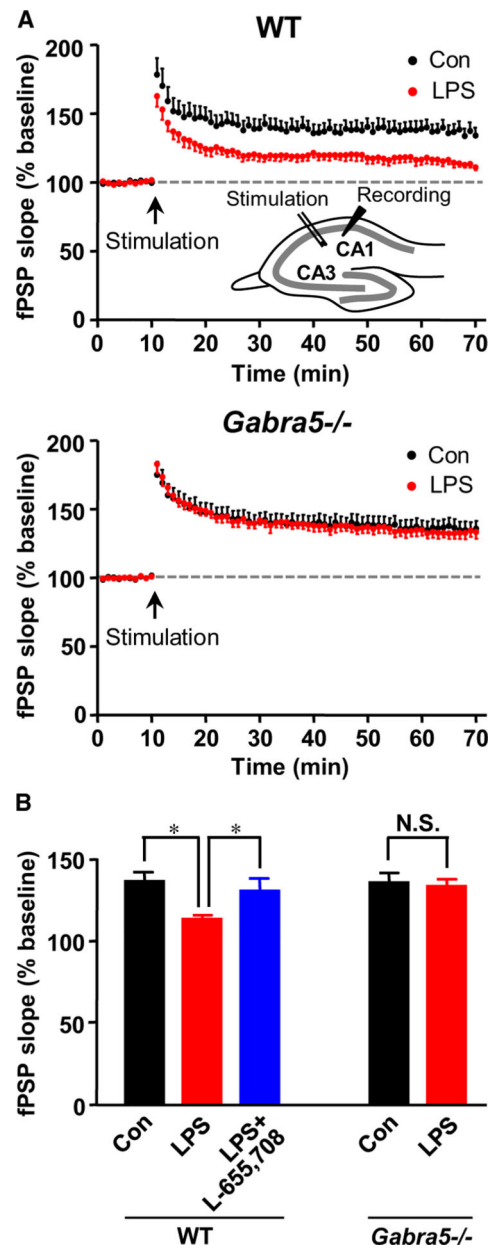 A
WT
fPSP slope (% baseline)
200
150
100
50
0
Con
LPS
Stimulation
Stimulation
Recording
CA1
CA3
0 10 20 30 40 50 60 70
Time (min)
Gabra5-/-
fPSP slope (% baseline)
200
150
100
50
0
Con
LPS
Stimulation
0 10 20 30 40 50 60 70
Time (min)
B
fPSP slope (% baseline)
150
100
50
0
* *
N.S.
Con
LPS
LPS+
L-655,708
Con
LPS
WT
Gabra5-/-